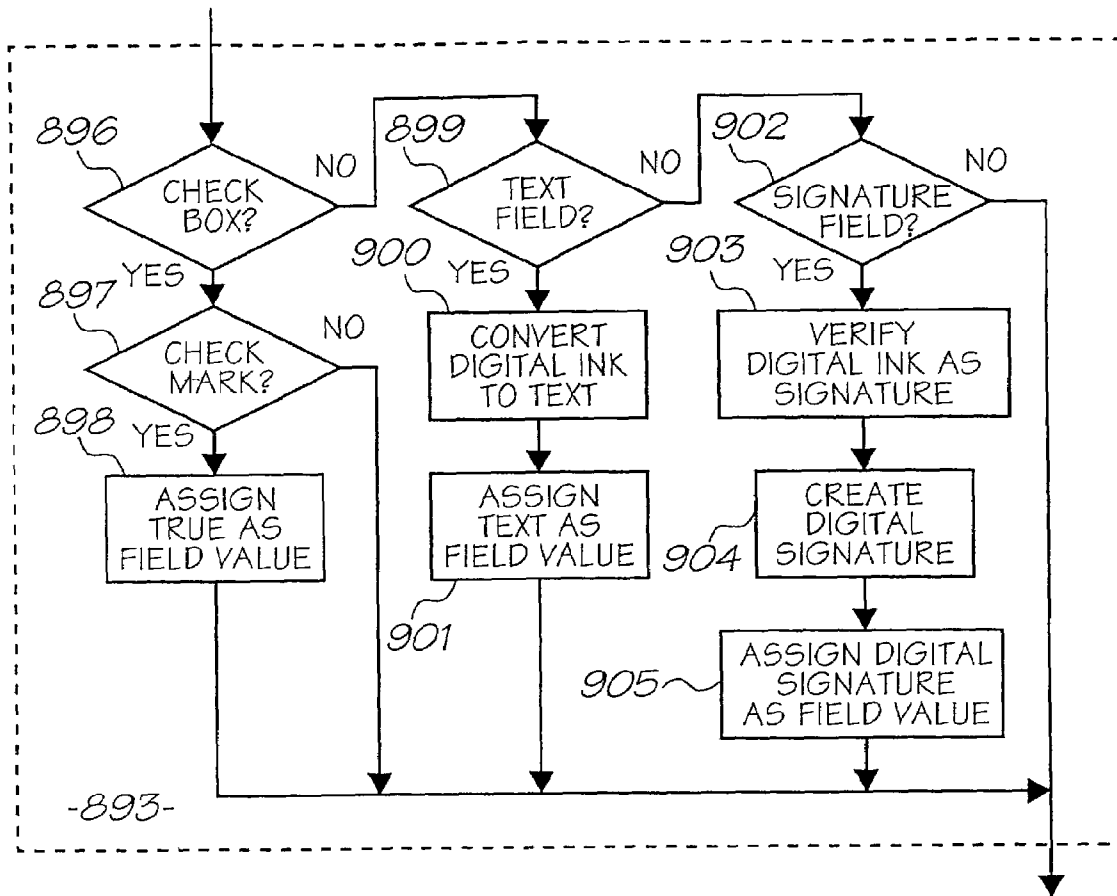 896
CHECK
BOX?
NO
YES
897
CHECK
MARK?
NO
YES
898
ASSIGN
TRUE AS
FIELD VALUE
899
TEXT
FIELD?
NO
YES
900
CONVERT
DIGITAL INK
TO TEXT
ASSIGN
TEXT AS
FIELD VALUE
901
902
SIGNATURE
FIELD?
NO
YES
903
VERIFY
DIGITAL INK AS
SIGNATURE
CREATE
DIGITAL
SIGNATURE
904
ASSIGN DIGITAL
SIGNATURE
AS FIELD VALUE
905
-893-